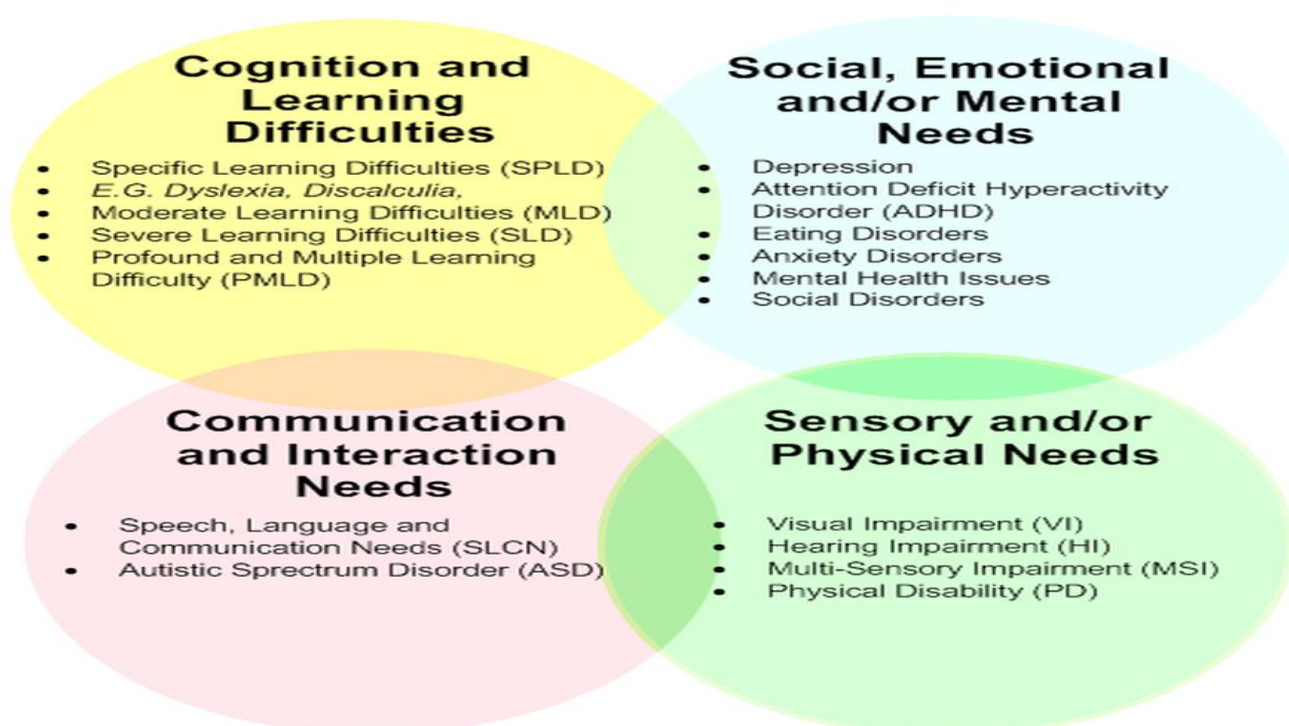 Cognition and
Learning
Difficulties
• Specific Learning Difficulties (SPLD)
• E.G. Dyslexia, Discalculia,
• Moderate Learning Difficulties (MLD)
• Severe Learning Difficulties (SLD)
• Profound and Multiple Learning
Difficulty (PMLD)
Social, Emotional
and/or Mental
Needs
• Depression
• Attention Deficit Hyperactivity
Disorder (ADHD)
• Eating Disorders
• Anxiety Disorders
• Mental Health Issues
• Social Disorders
Communication
and Interaction
Needs
• Speech, Language and
Communication Needs (SLCN)
• Autistic Sprectrum Disorder (ASD)
Sensory and/or
Physical Needs
• Visual Impairment (VI)
• Hearing Impairment (HI)
• Multi-Sensory Impairment (MSI)
• Physical Disability (PD)